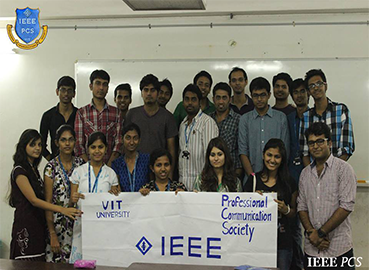 IEEE
PCS
VIT
UNIVERSITY
Professional
Communication
Society
IEEE
IEEE PCS